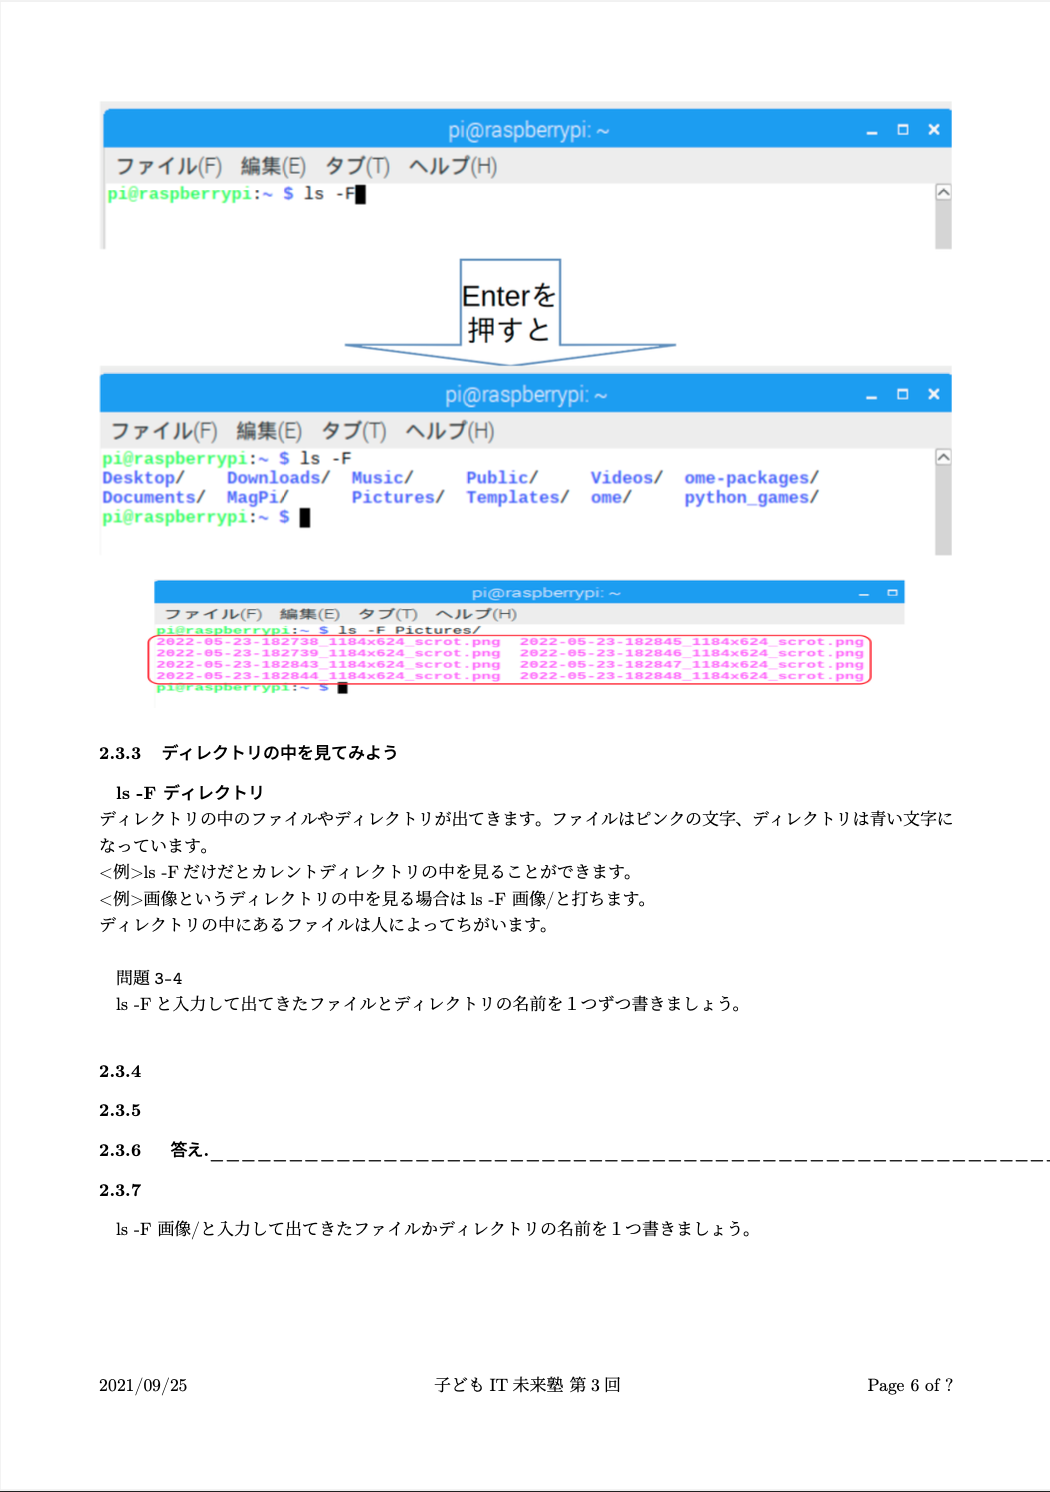 pi@raspberrypi: ~
ファイル(F) 編集(E) タブ(T) ヘルプ(H)
pi@raspberrypi:~ $ ls -F
Enterを
押すと
pi@raspberrypi: ~
ファイル(F) 編集(E) タブ(T) ヘルプ(H)
pi@raspberrypi:~ $ ls -F
Desktop/ Downloads/ Music/ Public/ Videos/ ome-packages/
Documents/ MagPi/ Pictures/ Templates/ ome/ python_games/
pi@raspberrypi:~ $
pi@raspberrypi: ~
ファイル(F) 編集(E) タブ(T) ヘルプ(H)
pi@raspberrypi:~ $ ls -F Pictures/
2022-05-23-182738_1184x624_scrot.png 2022-05-23-182845_1184x624_scrot.png
2022-05-23-182739_1184x624_scrot.png 2022-05-23-182846_1184x624_scrot.png
2022-05-23-182843_1184x624_scrot.png 2022-05-23-182847_1184x624_scrot.png
2022-05-23-182844_1184x624_scrot.png 2022-05-23-182848_1184x624_scrot.png
pi@raspberrypi:~ $
2.3.3 ディレクトリの中を見てみよう
ls -F ディレクトリ
ディレクトリの中のファイルやディレクトリが出てきます。ファイルはピンクの文字、ディレクトリは青い文字に
なっています。
<例>ls -F だけだとカレントディレクトリの中を見ることができます。
<例>画像というディレクトリの中を見る場合は ls -F 画像/と打ちます。
ディレクトリの中にあるファイルは人によってちがいます。
問題 3-4
ls -F と入力して出てきたファイルとディレクトリの名前を１つずつ書きましょう。
2.3.4
2.3.5
2.3.6 答え.______________________________________________________
2.3.7
ls -F 画像/と入力して出てきたファイルかディレクトリの名前を１つ書きましょう。
2021/09/25 子ども IT 未来塾 第 3 回 Page 6 of ?